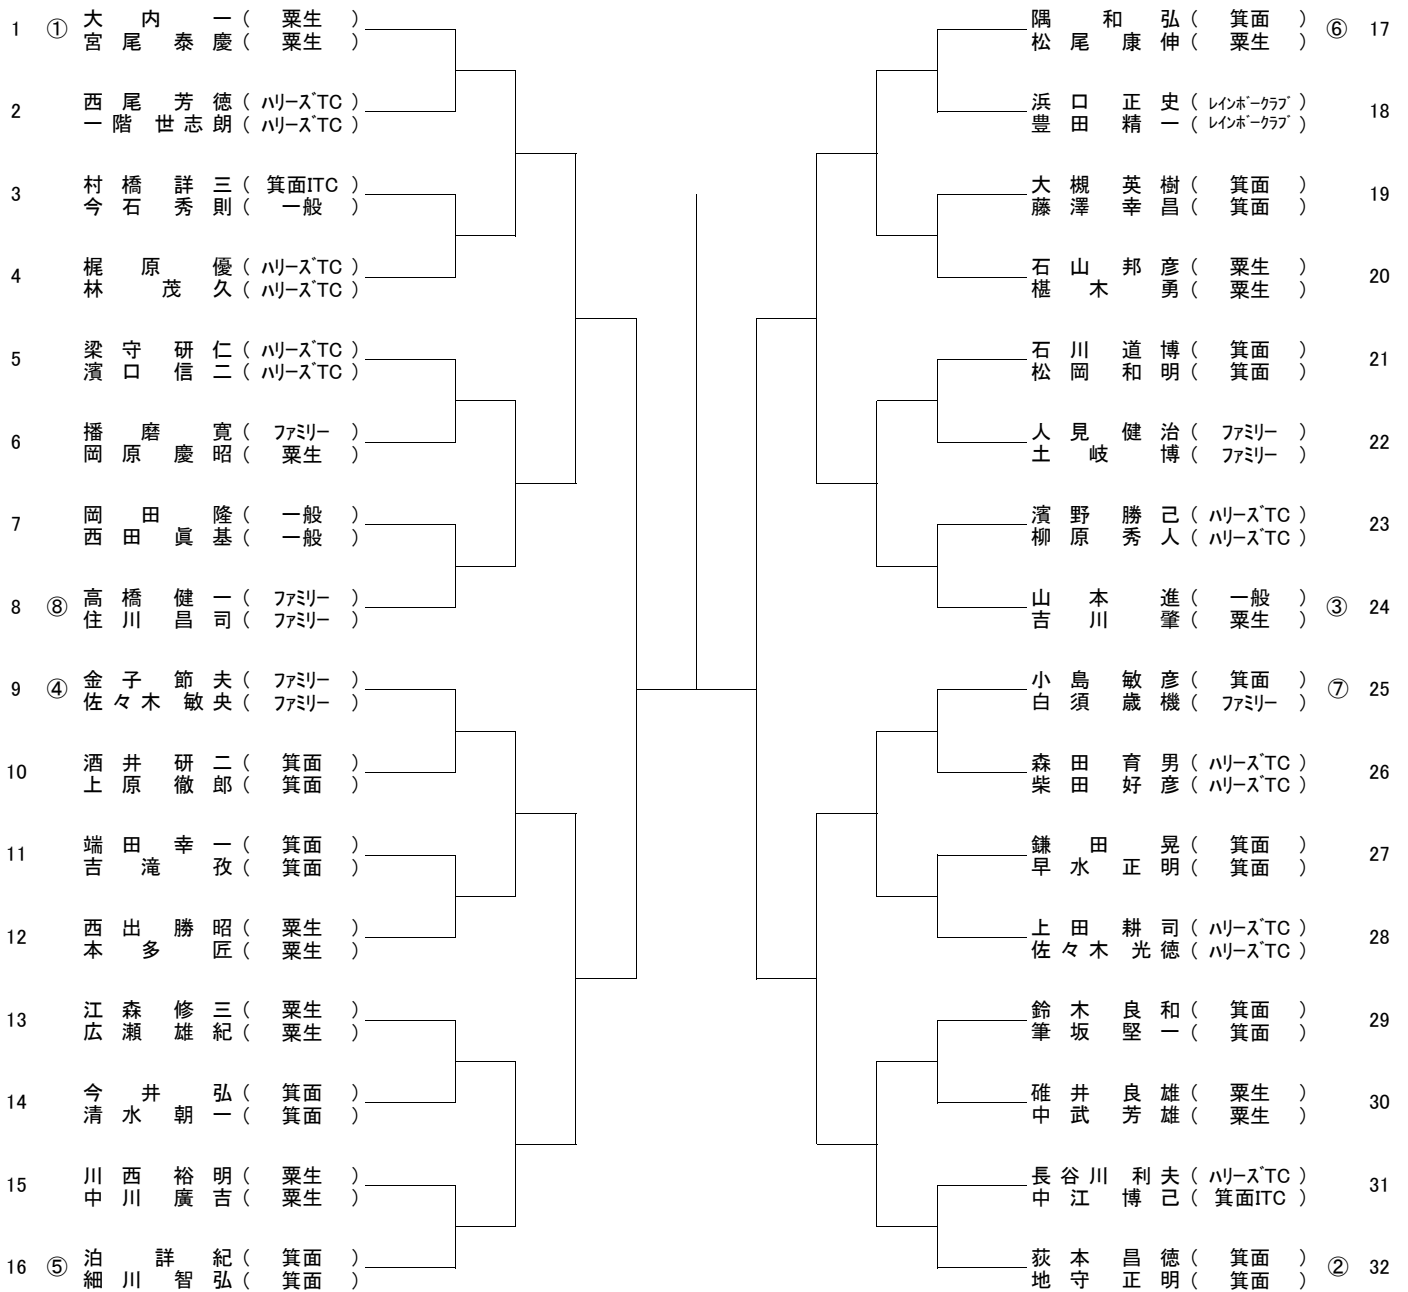 1 ① 大内一（粟生）
宮尾泰慶（粟生）
2 西尾芳徳（ﾊﾘｰｽﾞTC）
一階世志朗（ﾊﾘｰｽﾞTC）
3 村橋詳三（箕面ITC）
今石秀則（一般）
4 梶原優（ﾊﾘｰｽﾞTC）
林茂久（ﾊﾘｰｽﾞTC）
5 梁守研仁（ﾊﾘｰｽﾞTC）
濱口信二（ﾊﾘｰｽﾞTC）
6 播磨寛（ﾌｧﾐﾘｰ）
岡原慶昭（粟生）
7 岡田隆（一般）
西田眞基（一般）
8 ⑧ 高橋健一（ﾌｧﾐﾘｰ）
住川昌司（ﾌｧﾐﾘｰ）
9 ④ 金子節夫（ﾌｧﾐﾘｰ）
佐々木敏央（ﾌｧﾐﾘｰ）
10 酒井研二（箕面）
上原徹郎（箕面）
11 端田幸一（箕面）
吉滝孜（箕面）
12 西出勝昭（粟生）
本多匠（粟生）
13 江森修三（粟生）
広瀬雄紀（粟生）
14 今井弘（箕面）
清水朝一（箕面）
15 川西裕明（粟生）
中川廣吉（粟生）
16 ⑤ 泊詳紀（箕面）
細川智弘（箕面）
隅和弘（箕面） ⑥ 17
松尾康伸（粟生）
浜口正史（ﾚｲﾝﾎﾞｰｸﾗﾌﾞ） 18
豊田精一（ﾚｲﾝﾎﾞｰｸﾗﾌﾞ）
大槻英樹（箕面） 19
藤澤幸昌（箕面）
石山邦彦（粟生） 20
椹木勇（粟生）
石川道博（箕面） 21
松岡和明（箕面）
人見健治（ﾌｧﾐﾘｰ） 22
土岐博（ﾌｧﾐﾘｰ）
濱野勝己（ﾊﾘｰｽﾞTC） 23
柳原秀人（ﾊﾘｰｽﾞTC）
山本進（一般） ③ 24
吉川肇（粟生）
小島敏彦（箕面） ⑦ 25
白須歳機（ﾌｧﾐﾘｰ）
森田育男（ﾊﾘｰｽﾞTC） 26
柴田好彦（ﾊﾘｰｽﾞTC）
鎌田晃（箕面） 27
早水正明（箕面）
上田耕司（ﾊﾘｰｽﾞTC） 28
佐々木光徳（ﾊﾘｰｽﾞTC）
鈴木良和（箕面） 29
筆坂堅一（箕面）
碓井良雄（粟生） 30
中武芳雄（粟生）
長谷川利夫（ﾊﾘｰｽﾞTC） 31
中江博己（箕面ITC）
荻本昌徳（箕面） ② 32
地守正明（箕面）